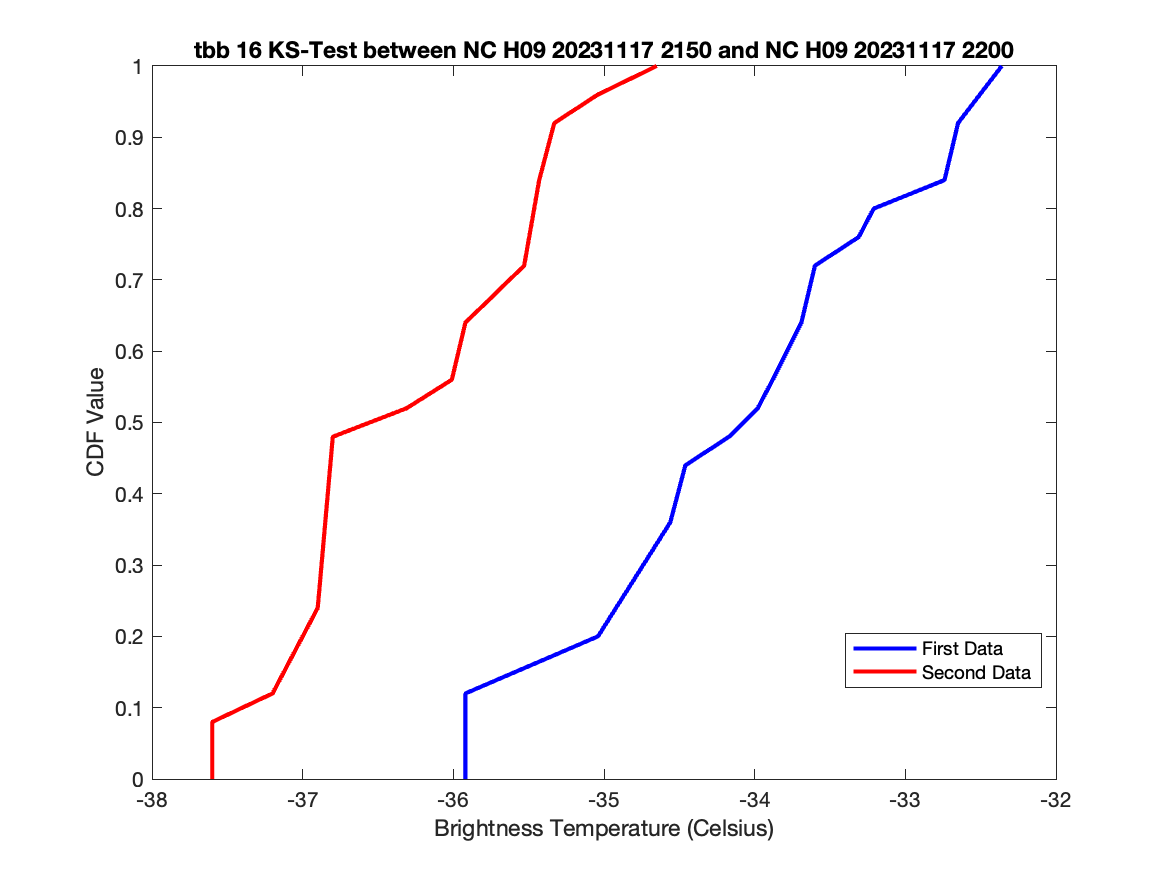 tbb 16 KS-Test between NC H09 20231117 2150 and NC H09 20231117 2200
1
0.9
0.8
0.7
0.6
0.5
0.4
0.3
0.2
0.1
0
CDF Value
First Data
Second Data
-38 -37 -36 -35 -34 -33 -32
Brightness Temperature (Celsius)